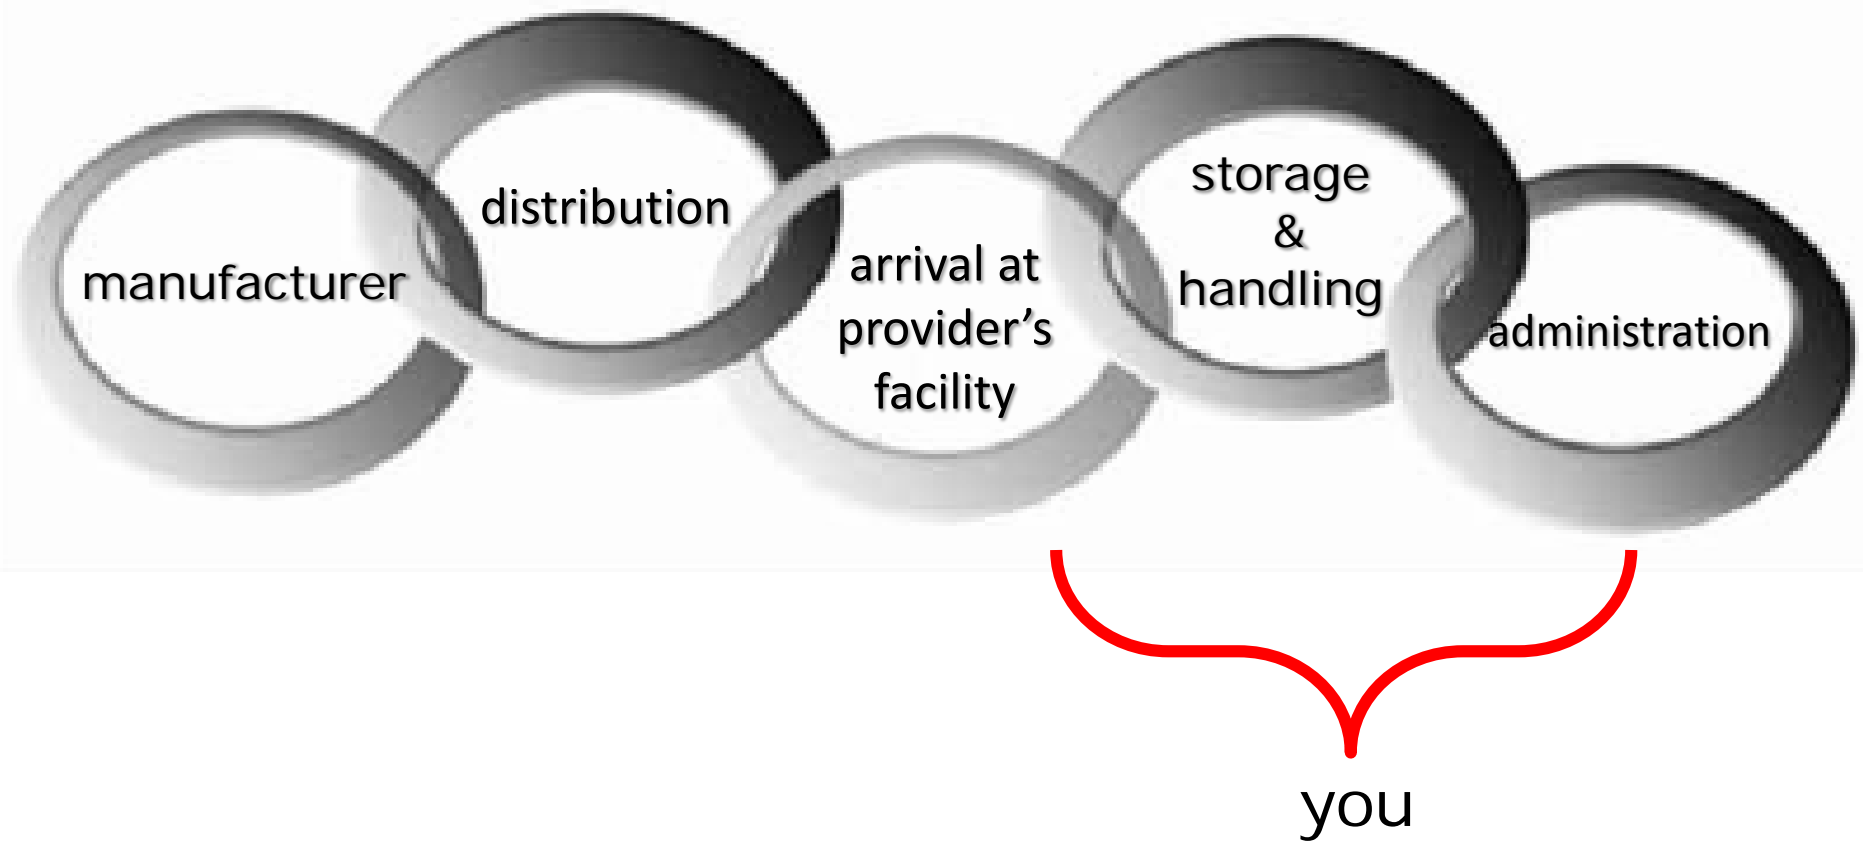 manufacturer
distribution
arrival at
provider’s
facility
storage
&
handling
administration
you